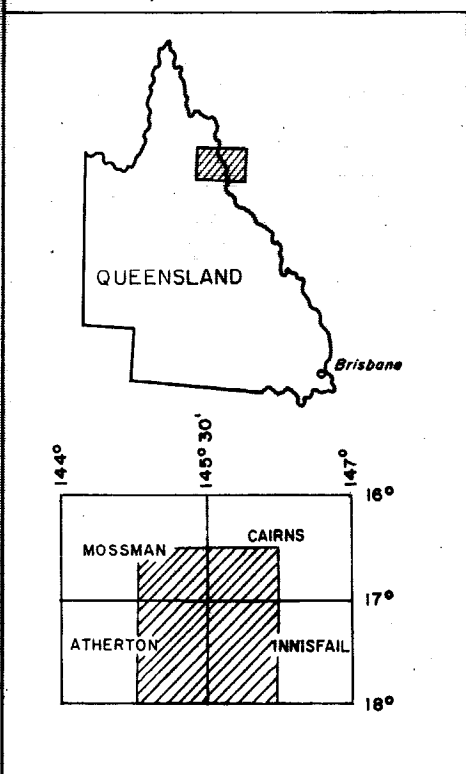 QUEENSLAND
Brisbane
144°
145° 30'
147°
16°
CAIRNS
MOSSMAN
17°
ATHERTON
INNISFAIL
18°